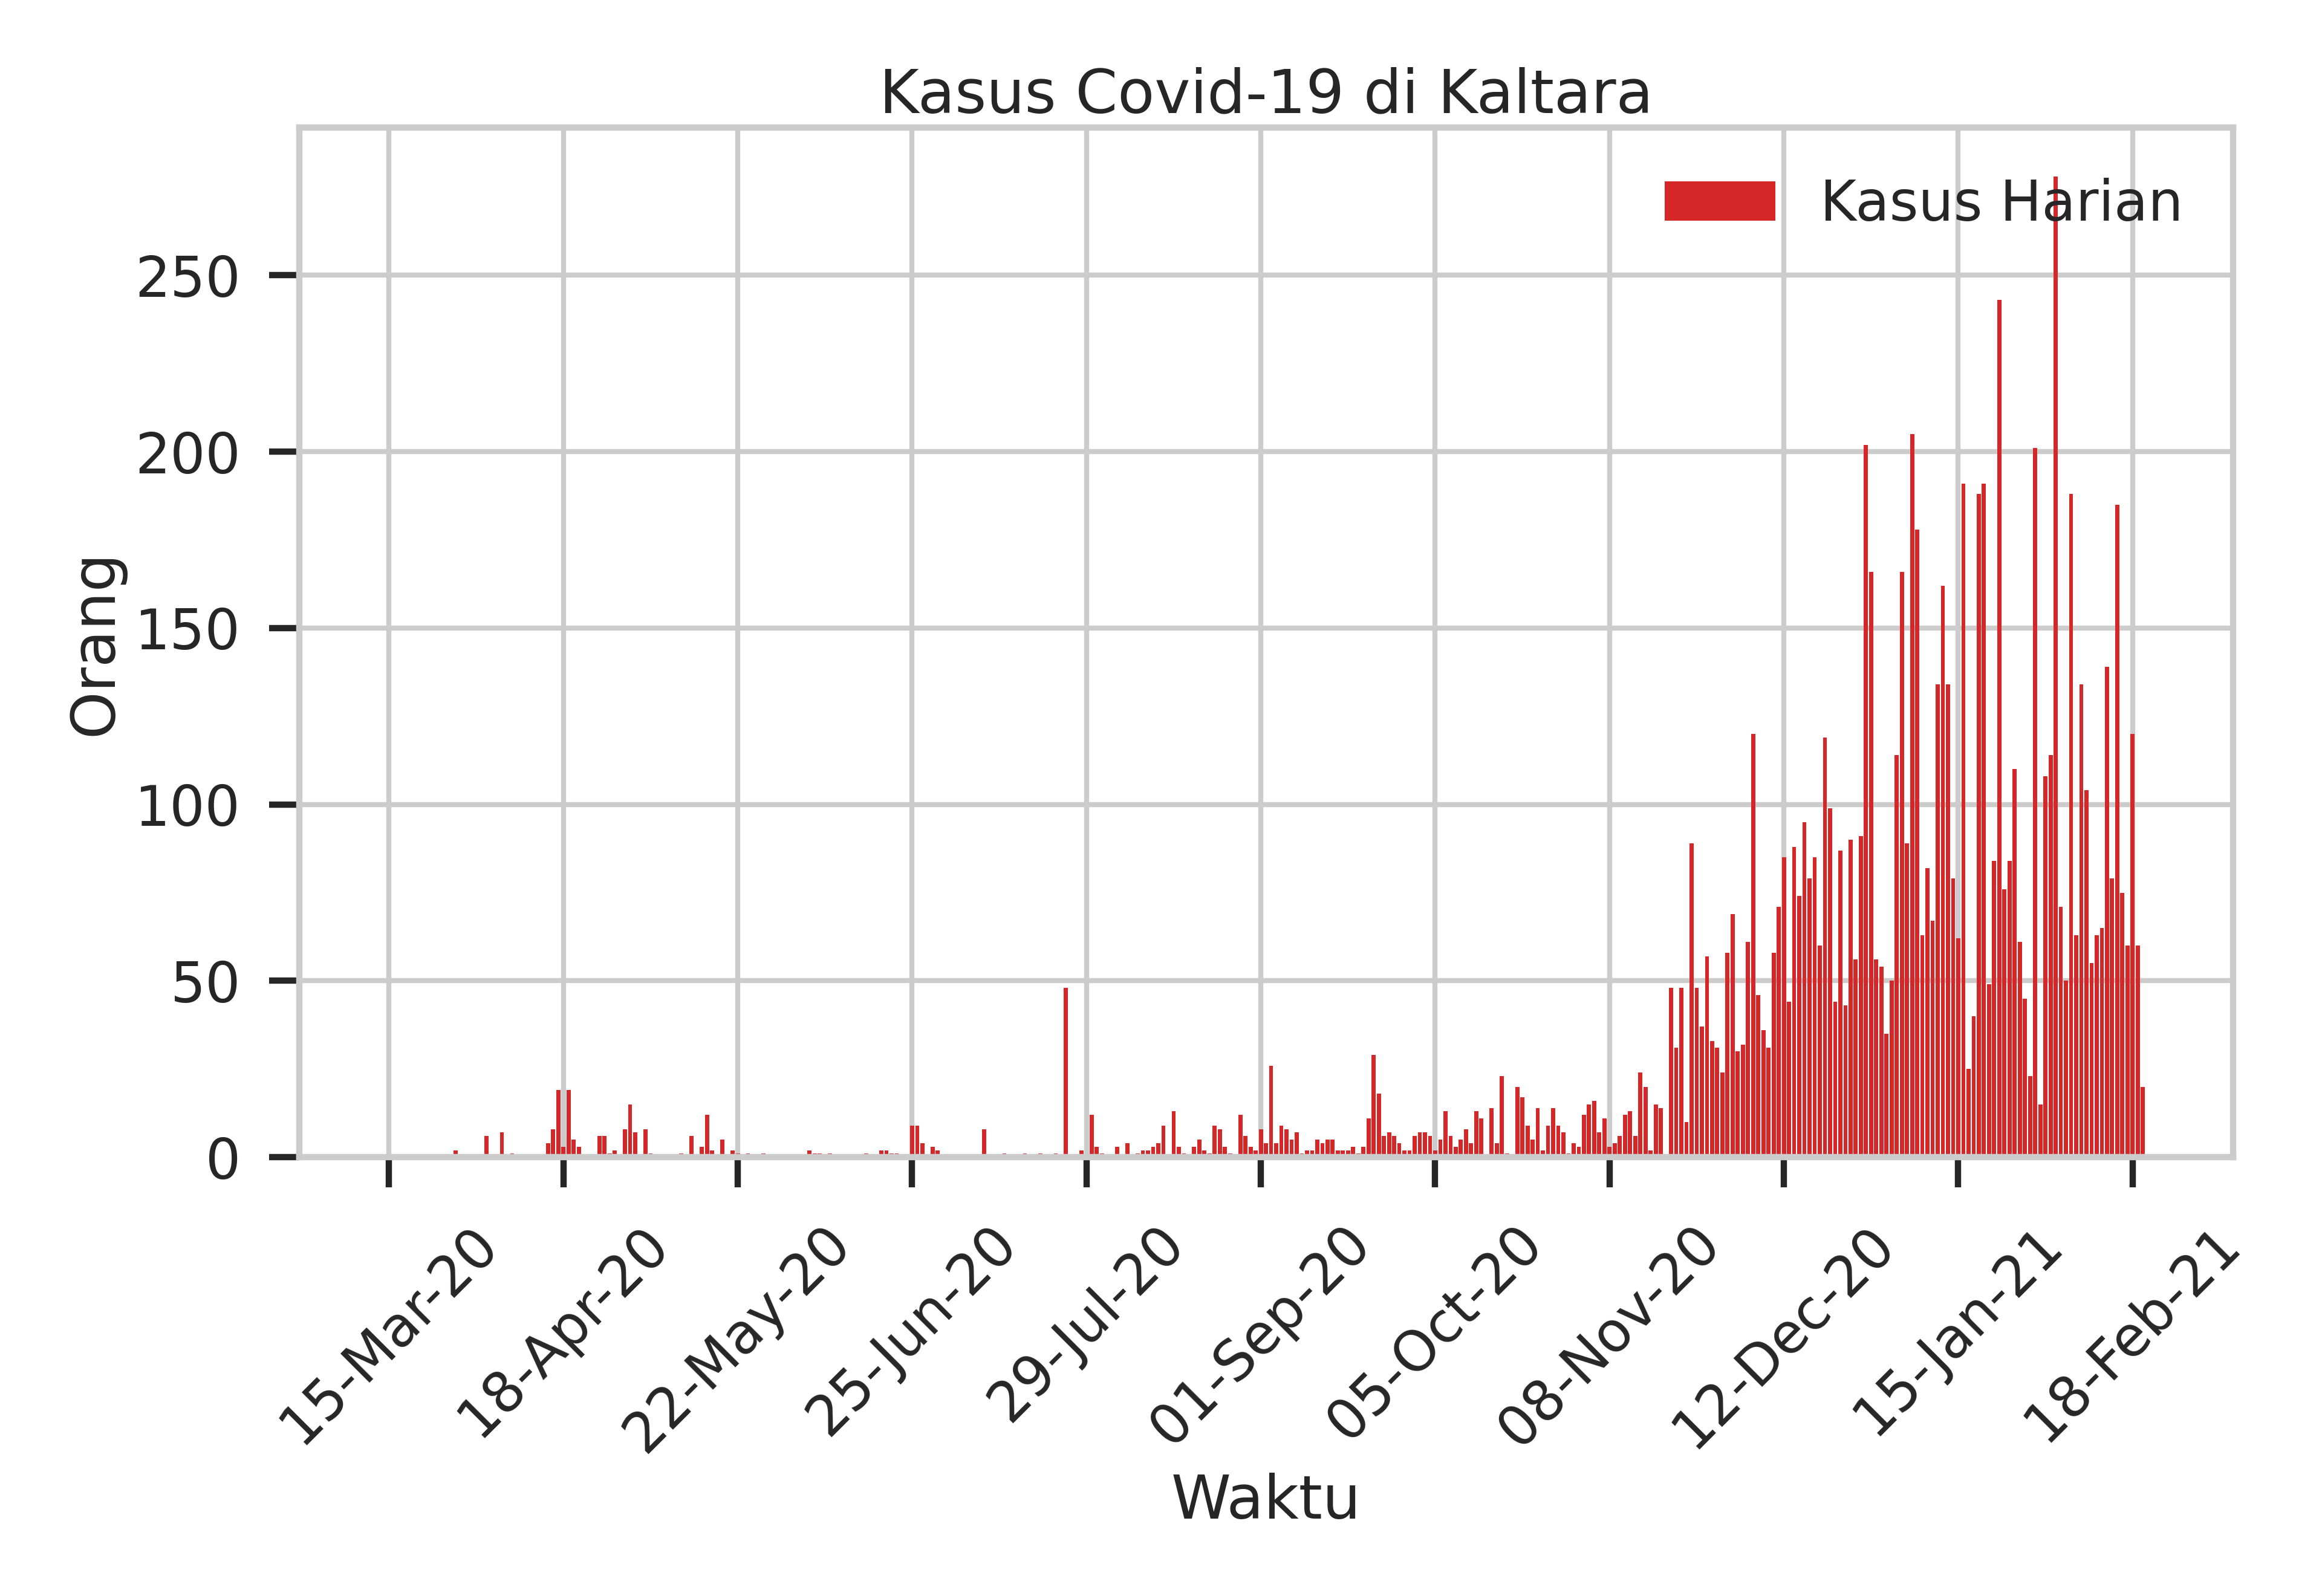 Kasus Covid-19 di Kaltara
Kasus Harian
Orang
250
200
150
100
50
0
15-Mar-20
18-Apr-20
22-May-20
25-Jun-20
29-Jul-20
01-Sep-20
05-Oct-20
08-Nov-20
12-Dec-20
15-Jan-21
18-Feb-21
Waktu